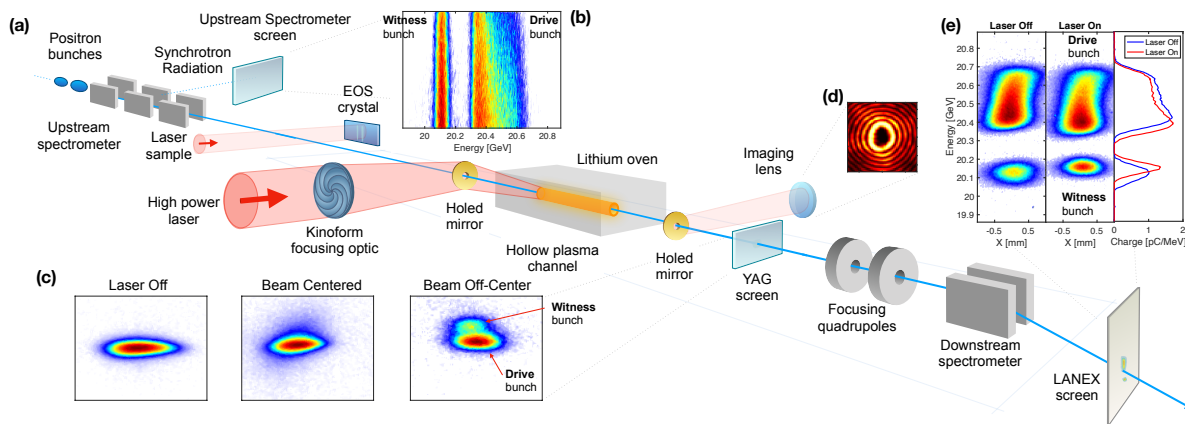 (a)
Positron
bunches
Synchrotron
Radiation
Upstream Spectrometer
screen
Upstream
spectrometer
Laser
sample
EOS
crystal
High power
laser
Kinoform
focusing optic
Holed
mirror
Lithium oven
Hollow plasma
channel
Holed
mirror
Imaging
lens
YAG
screen
Focusing
quadrupoles
Downstream
spectrometer
LANEX
screen
(b)
Witness
bunch
Drive
bunch
20
20.2
20.4
20.6
20.8
Energy [GeV]
(c)
Laser Off
Beam Centered
Beam Off-Center
Witness
bunch
Drive
bunch
(d)
(e)
Laser Off
Laser On
Drive
bunch
Witness
bunch
Laser Off
Laser On
Energy [GeV]
20.8
20.7
20.6
20.5
20.4
20.3
20.2
20.1
20
19.9
-0.5
0.5
X [mm]
-0.5
0.5
X [mm]
0
1
2
Charge [pC/MeV]